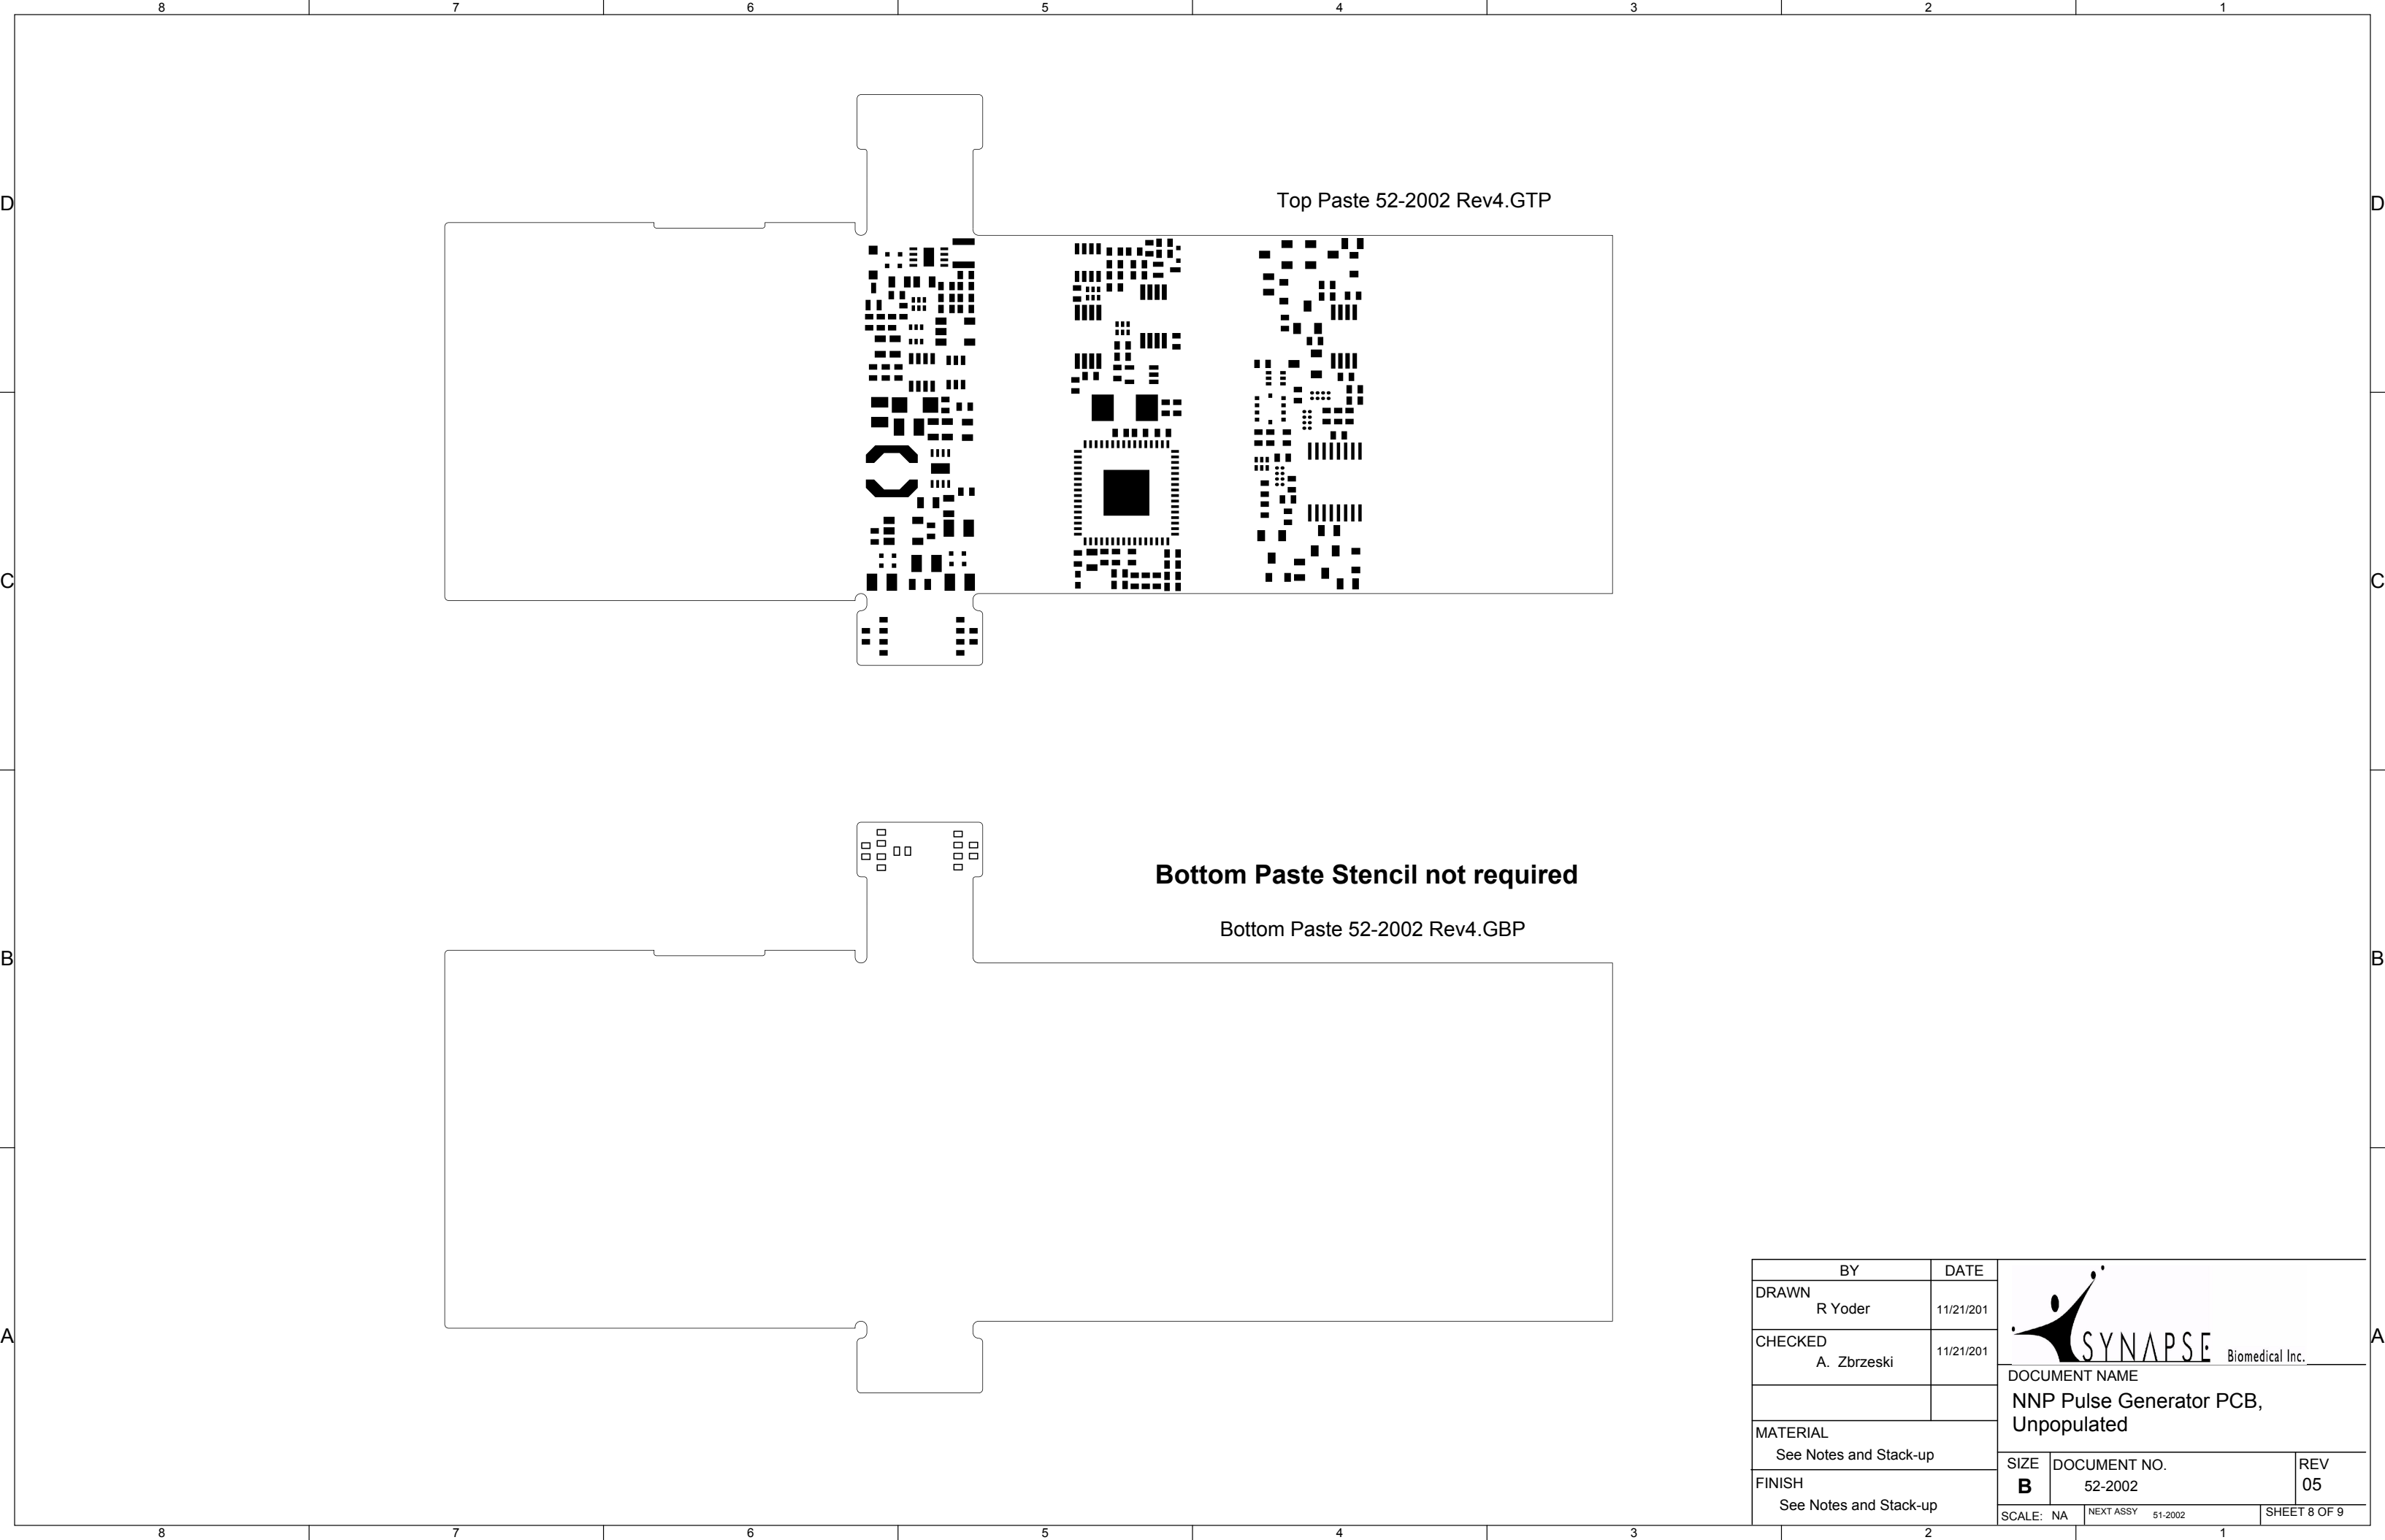 8 7 6 5 4 3 2 1
D D
Top Paste 52-2002 Rev4.GTP
C C
Bottom Paste Stencil not required
Bottom Paste 52-2002 Rev4.GBP
B B
A A
BY DATE
DRAWN
R Yoder 11/21/201
CHECKED
A. Zbrzeski 11/21/201
MATERIAL
See Notes and Stack-up
FINISH
See Notes and Stack-up
SYNAPSE Biomedical Inc.
DOCUMENT NAME
NNP Pulse Generator PCB,
Unpopulated
SIZE DOCUMENT NO. REV
B 52-2002 05
SCALE: NA NEXT ASSY 51-2002 SHEET 8 OF 9
8 7 6 5 4 3 2 1